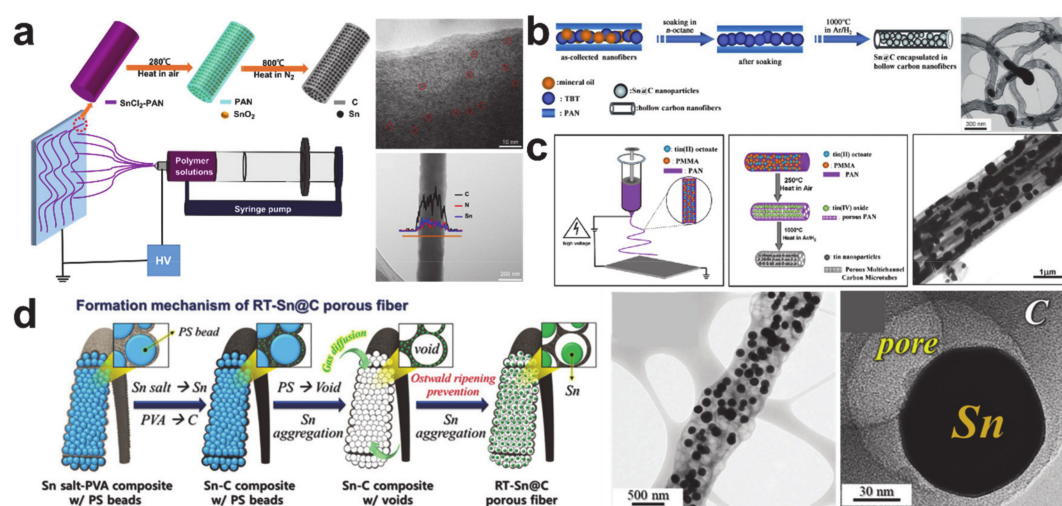 a
280℃
Heat in air
800℃
Heat in N2
SnCl2-PAN
PAN
SnO2
C
Sn
Polymer
solutions
Syringe pump
HV
10 nm
C
N
Sn
200 nm
b
soaking in
n-octane
1000°C
in Ar/H2
as-collected nanofibers
after soaking
Sn@C encapsulated in
hollow carbon nanofibers
:mineral oil
: TBT
: PAN
:Sn@C nanoparticles
:hollow carbon nanofibers
300 nm
c
: tin(II) octoate
: PMMA
: PAN
high voltage
: tin(II) octoate
: PMMA
: PAN
250°C
Heat in Air
: tin(IV) oxide
: porous PAN
1000°C
Heat in Ar/H2
: tin nanoparticles
: Porous Multichannel
Carbon Microtubes
1μm
d
Formation mechanism of RT-Sn@C porous fiber
PS bead
Sn salt → Sn
PVA → C
Gas diffusion
PS → Void
Sn
aggregation
void
Ostwald ripening
prevention
Sn
aggregation
Sn
Sn salt-PVA composite
w/ PS beads
Sn-C composite
w/ PS beads
Sn-C composite
w/ voids
RT-Sn@C
porous fiber
500 nm
C
pore
Sn
30 nm